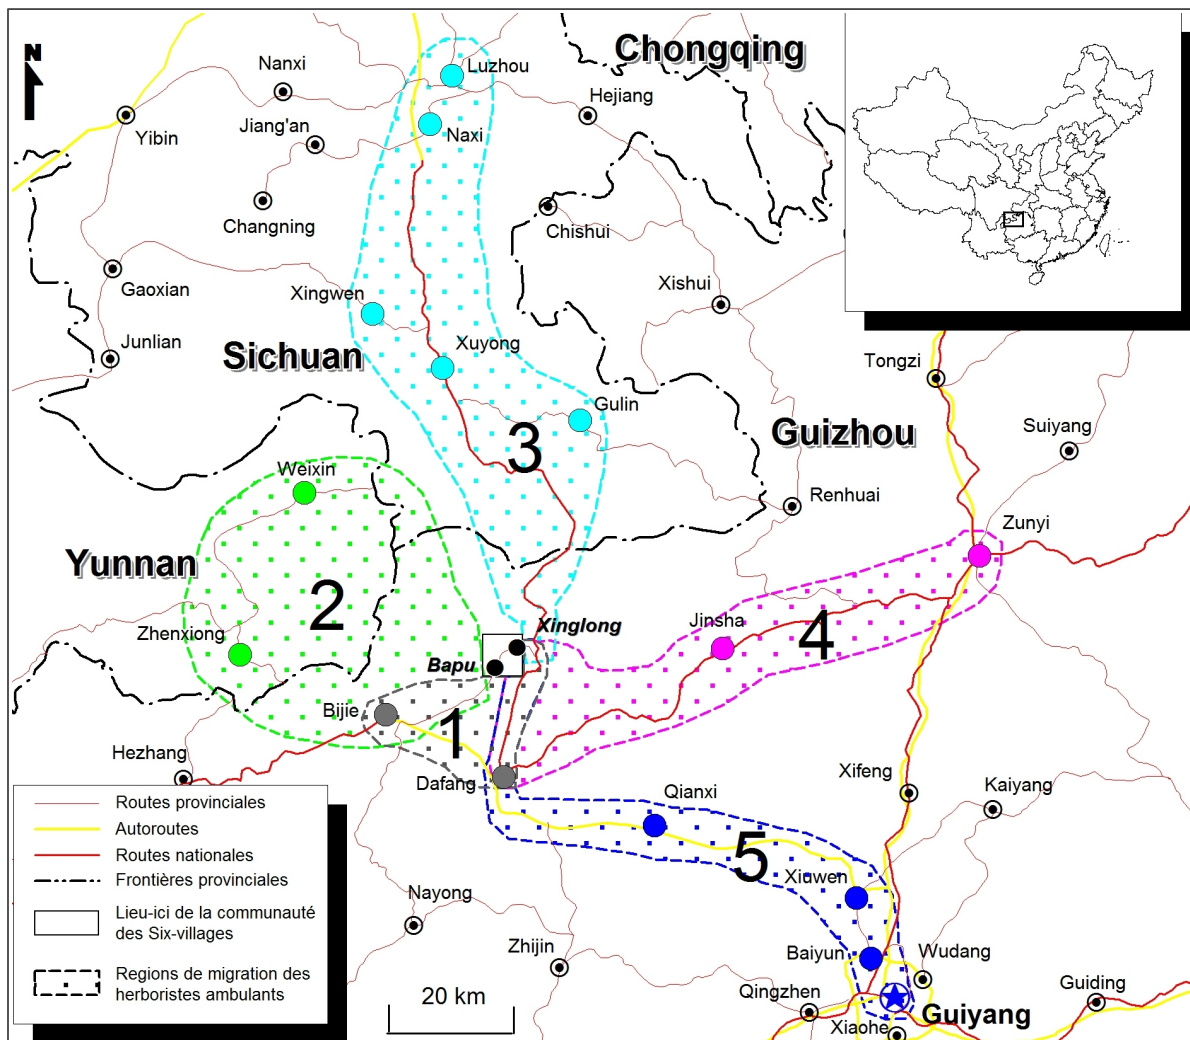 N
Chongqing
Luzhou
Nanxi
Hejiang
Yibin
Jiang'an
Naxi
Changning
Chishui
Gaoxian
Xingwen
Xishui
Junlian
Sichuan
Xuyong
Tongzi
Gulin
Guizhou
Suiyang
3
Weixin
Renhuai
Zunyi
Yunnan
2
Zhenxiong
Xinglong
Jinsha
4
Bapu
Bijie
1
Hezhang
Dafang
Xifeng
Kaiyang
Qianxi
5
Xiuwen
Nayong
Zhijin
Baiyun
Wudang
Qingzhen
Guiding
Guiyang
Xiaohe
Routes provinciales
Autoroutes
Routes nationales
Frontières provinciales
Lieu-ici de la communauté
des Six-villages
Regions de migration des
herboristes ambulants
20 km